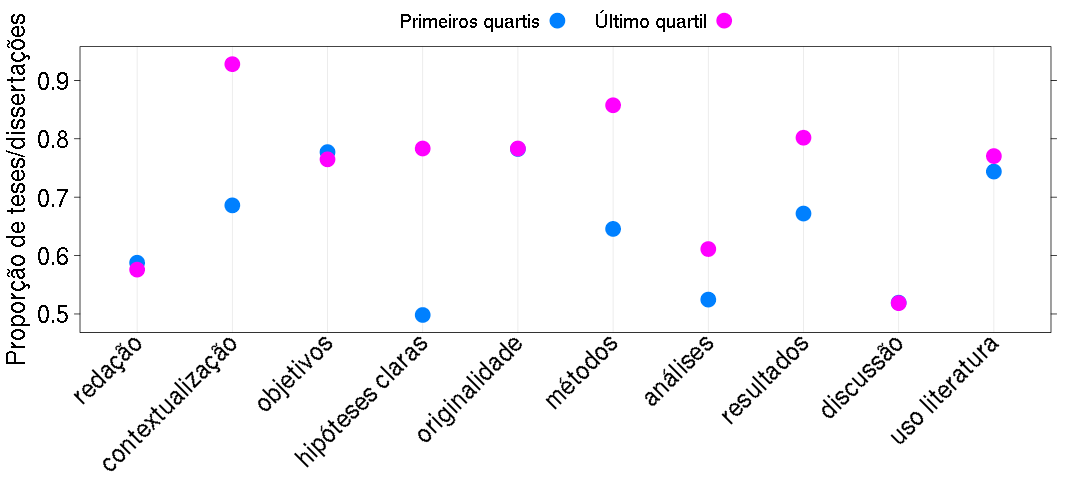 Primeiros quartis
Último quartil
Proporção de teses/dissertações
0.9
0.8
0.7
0.6
0.5
redação
contextualização
objetivos
hipóteses claras
originalidade
métodos
análises
resultados
discussão
uso literatura